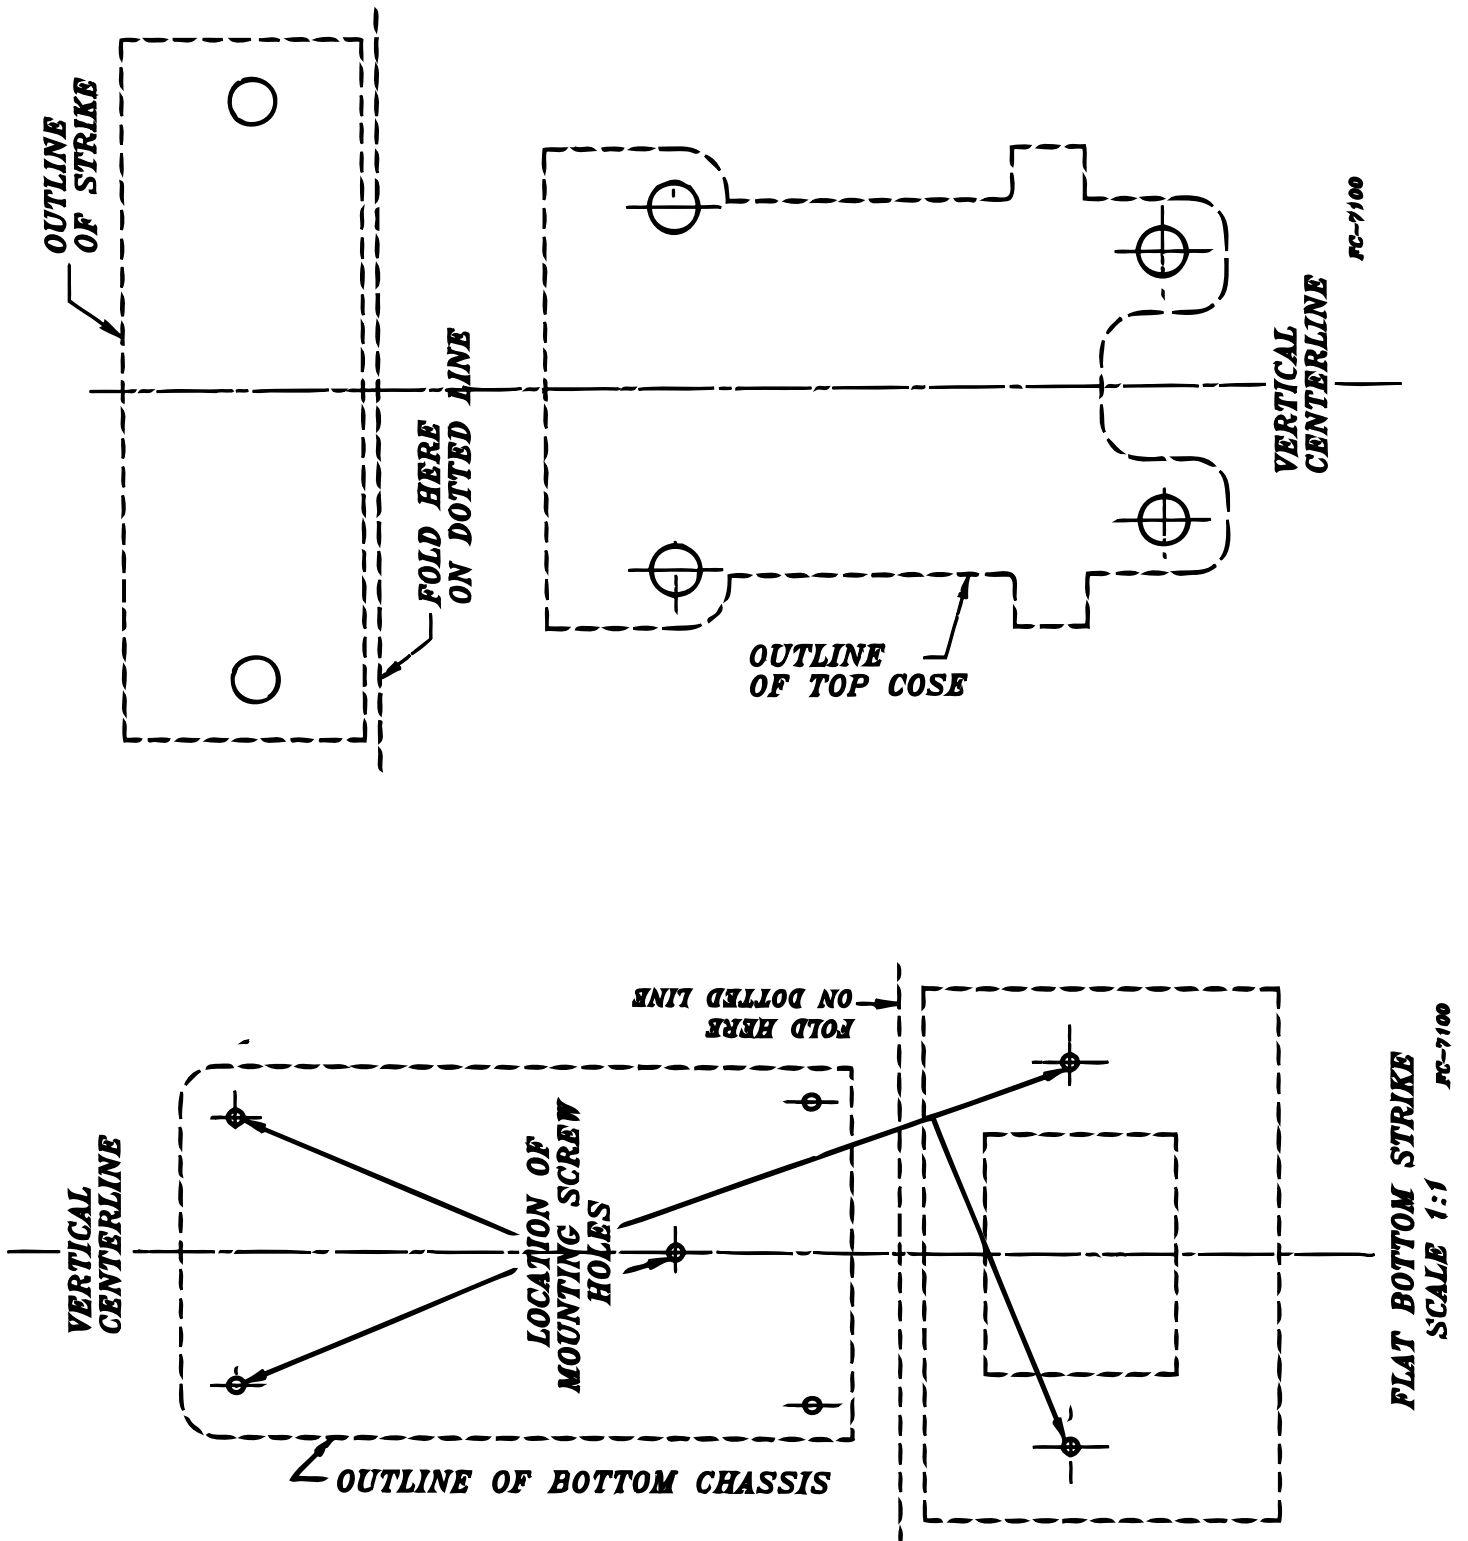 OUTLINE
OF STRIKE
FOLD HERE
ON DOTTED LINE
OUTLINE
OF TOP COSE
VERTICAL
CENTERLINE
FC-7100
FOLD HERE
ON DOTTED LINE
VERTICAL
CENTERLINE
LOCATION OF
MOUNTING SCREW
HOLES
OUTLINE OF BOTTOM CHASSIS
FLAT BOTTOM STRIKE
SCALE 1:1
FC-7100